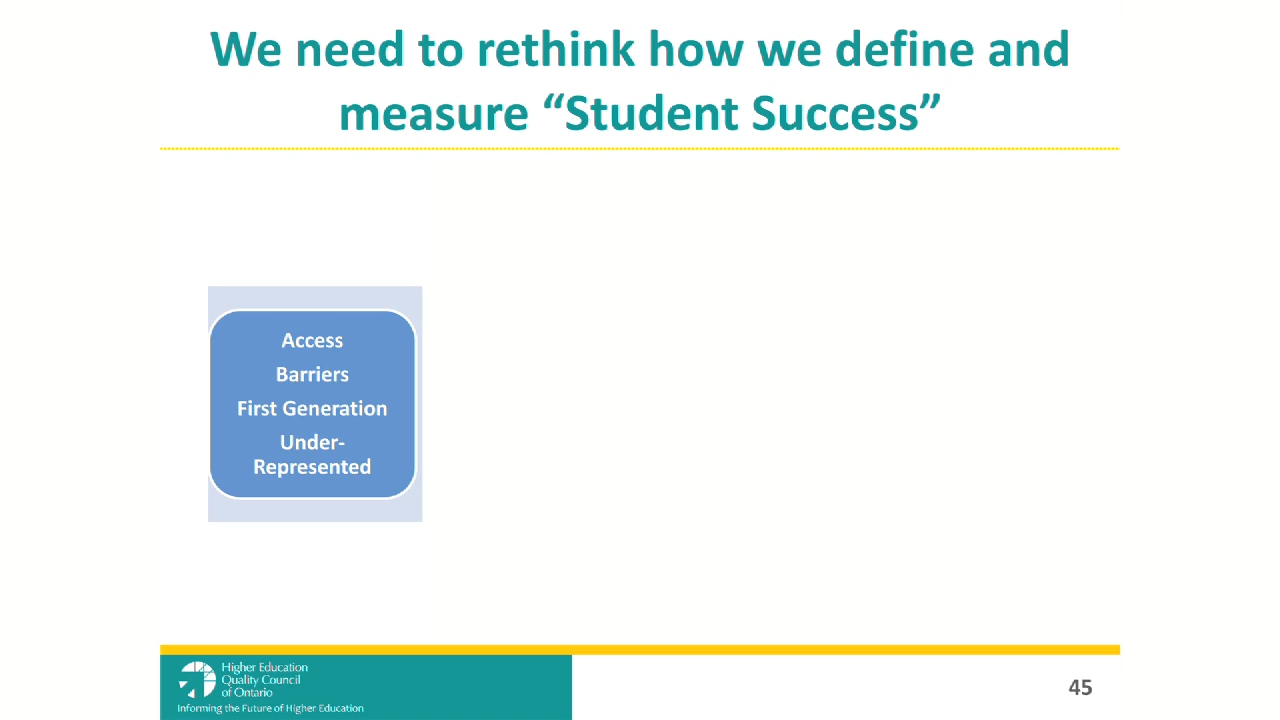 We need to rethink how we define and
measure “Student Success”
Access
Barriers
First Generation
Under-
Represented
Higher Education
Quality Council
of Ontario
Informing the Future of Higher Education
45